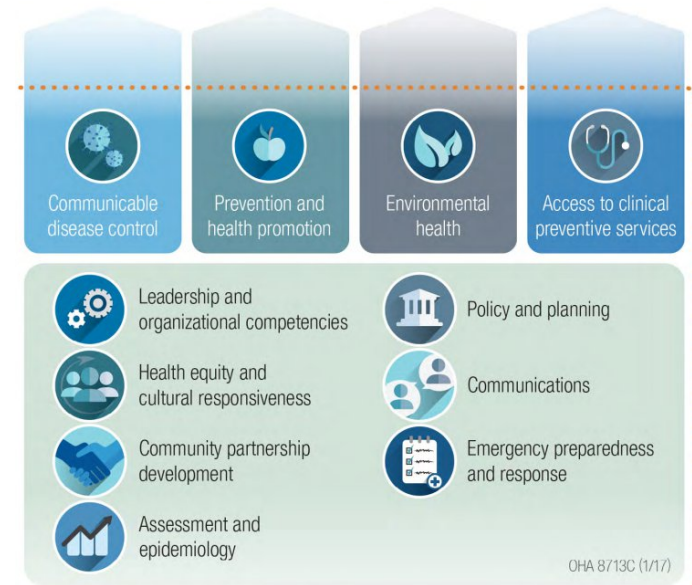 Communicable
disease control
Prevention and
health promotion
Environmental
health
Access to clinical
preventive services
Leadership and
organizational competencies
Health equity and
cultural responsiveness
Community partnership
development
Assessment and
epidemiology
Policy and planning
Communications
Emergency preparedness
and response
OHA 8713C (1/17)